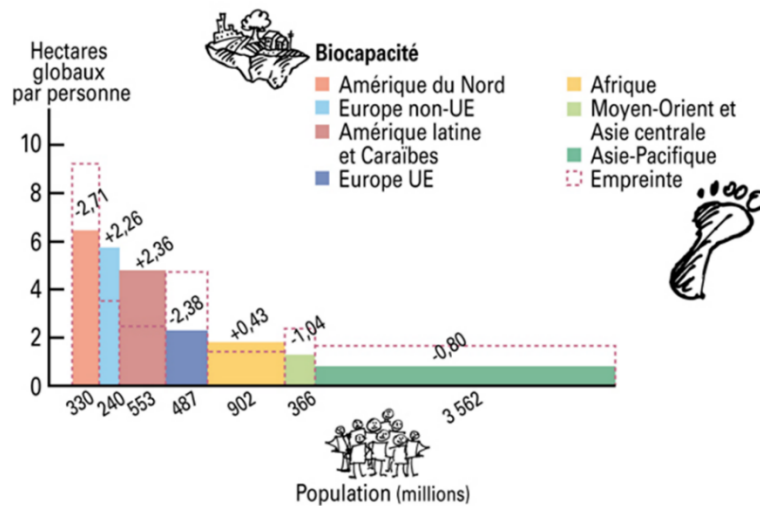 Hectares
globaux
par personne
10
8
6
4
2
0
Biocapacité
Amérique du Nord
Europe non-UE
Amérique latine
et Caraïbes
Europe UE
Afrique
Moyen-Orient et
Asie centrale
Asie-Pacifique
Empreinte
-2,71
+2,26
+2,36
-2,38
+0,43
-1,04
-0,80
330
240
553
487
902
366
3 562
Population (millions)